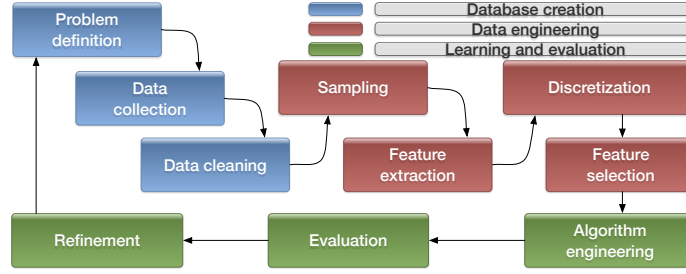 Problem
definition
Database creation
Data engineering
Learning and evaluation
Data
collection
Sampling
Discretization
Data cleaning
Feature
extraction
Feature
selection
Refinement
Evaluation
Algorithm
engineering